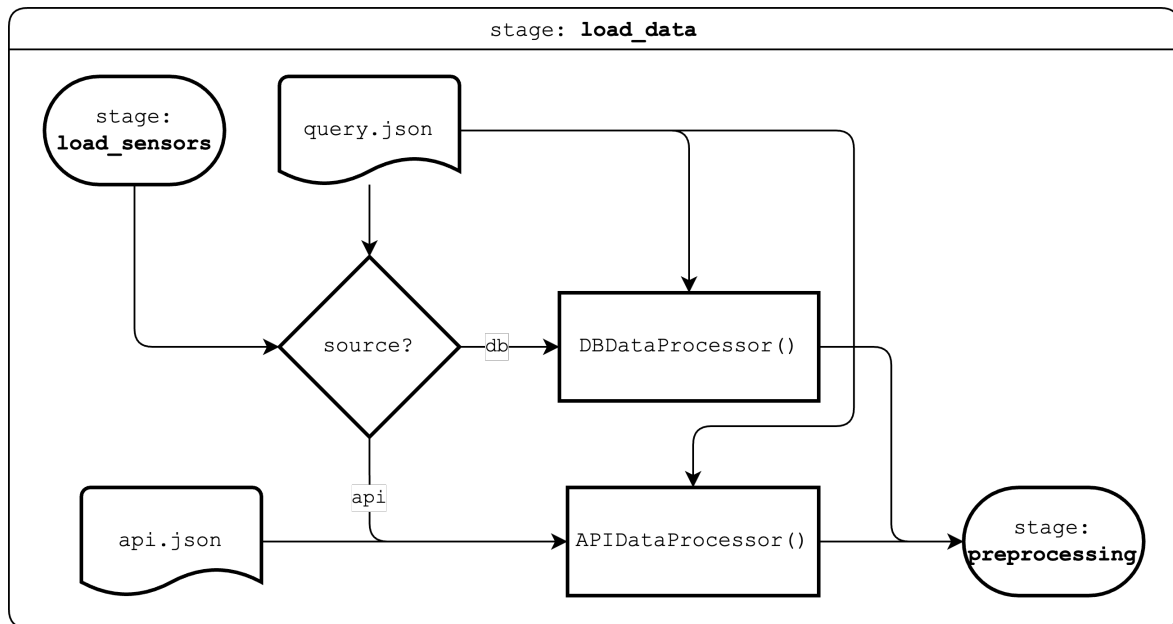 stage: load_data
stage:
load_sensors
query.json
source?
db
DBDataProcessor()
api
api.json
APIDataProcessor()
stage:
preprocessing